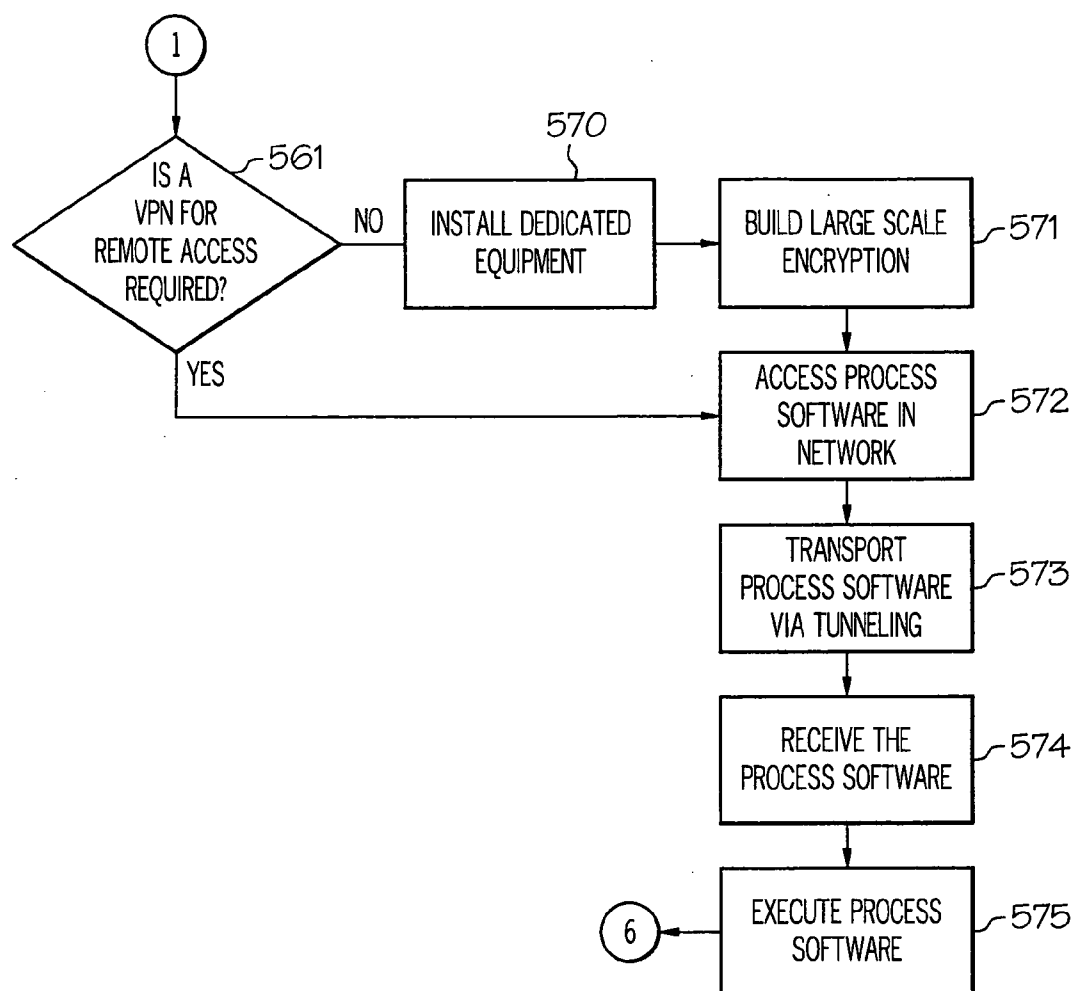 1
561
IS A
VPN FOR
REMOTE ACCESS
REQUIRED?
NO
YES
570
INSTALL DEDICATED
EQUIPMENT
BUILD LARGE SCALE
ENCRYPTION
571
ACCESS PROCESS
SOFTWARE IN
NETWORK
572
TRANSPORT
PROCESS SOFTWARE
VIA TUNNELING
573
RECEIVE THE
PROCESS SOFTWARE
574
EXECUTE PROCESS
SOFTWARE
575
6